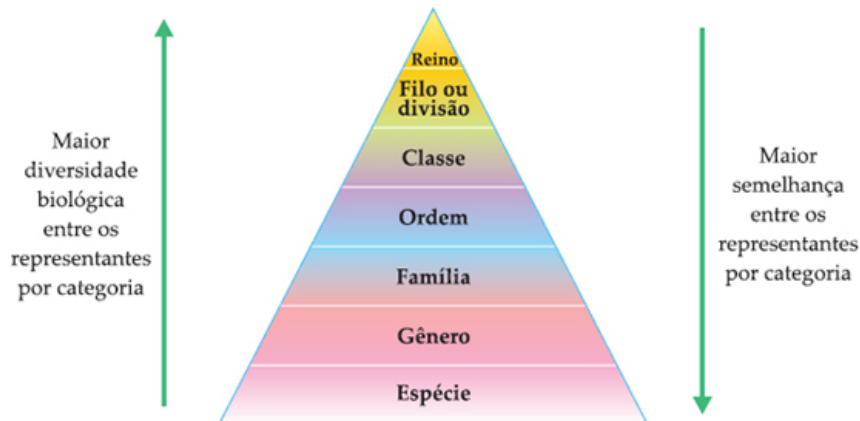 Maior
diversidade
biológica
entre os
representantes
por categoria
Reino
Filo ou
divisão
Classe
Ordem
Família
Gênero
Espécie
Maior
semelhança
entre os
representantes
por categoria